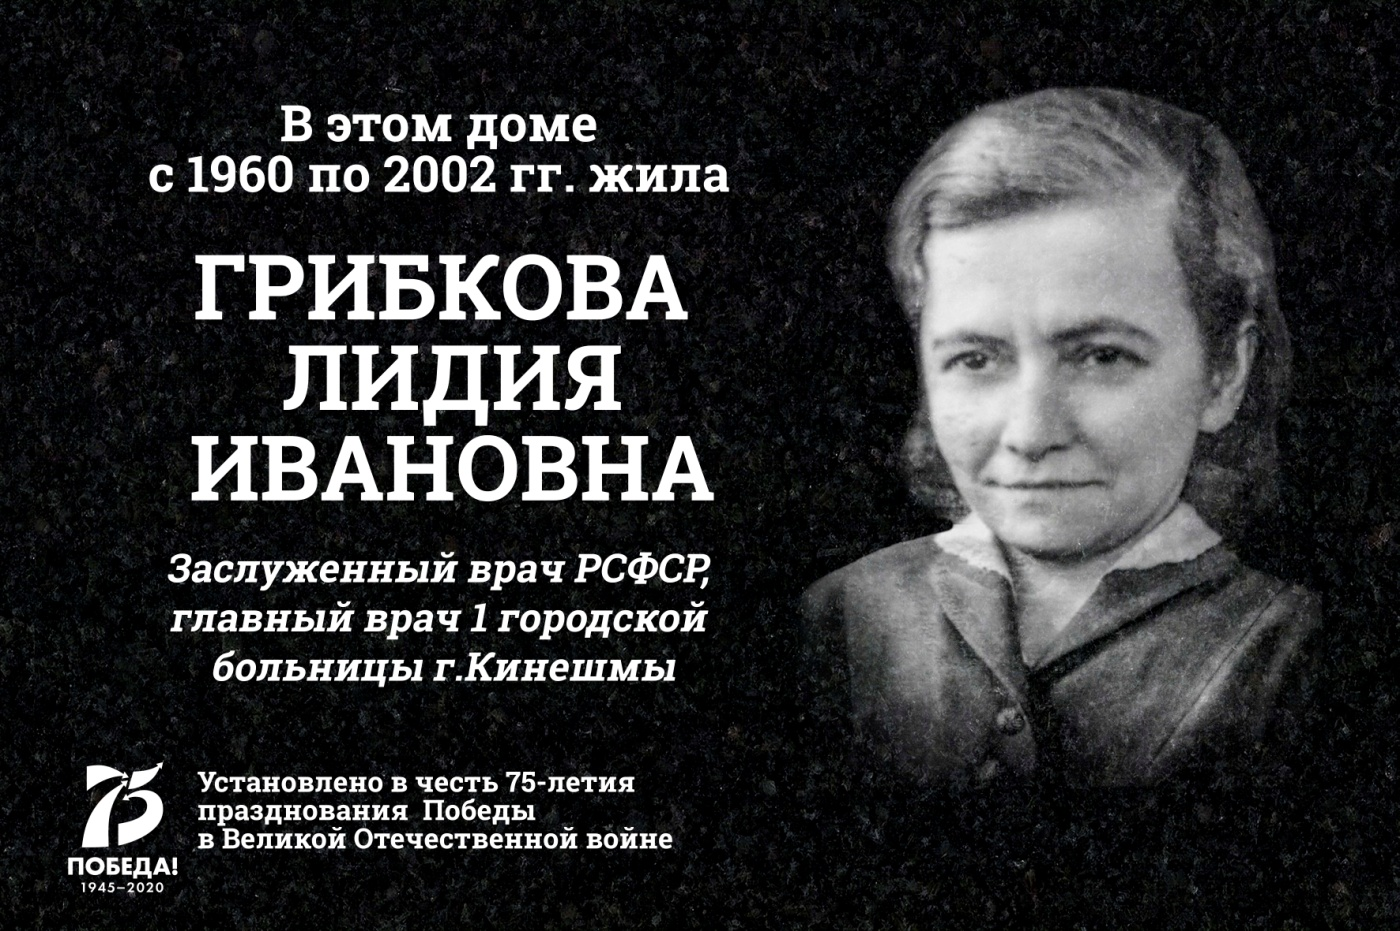 В этом доме
с 1960 по 2002 гг. жила
ГРИБКОВА
ЛИДИЯ
ИВАНОВНА
Заслуженный врач РСФСР,
главный врач 1 городской
больницы г.Кинешмы
75
ПОБЕДА!
1945–2020
Установлено в честь 75-летия
празднования Победы
в Великой Отечественной войне